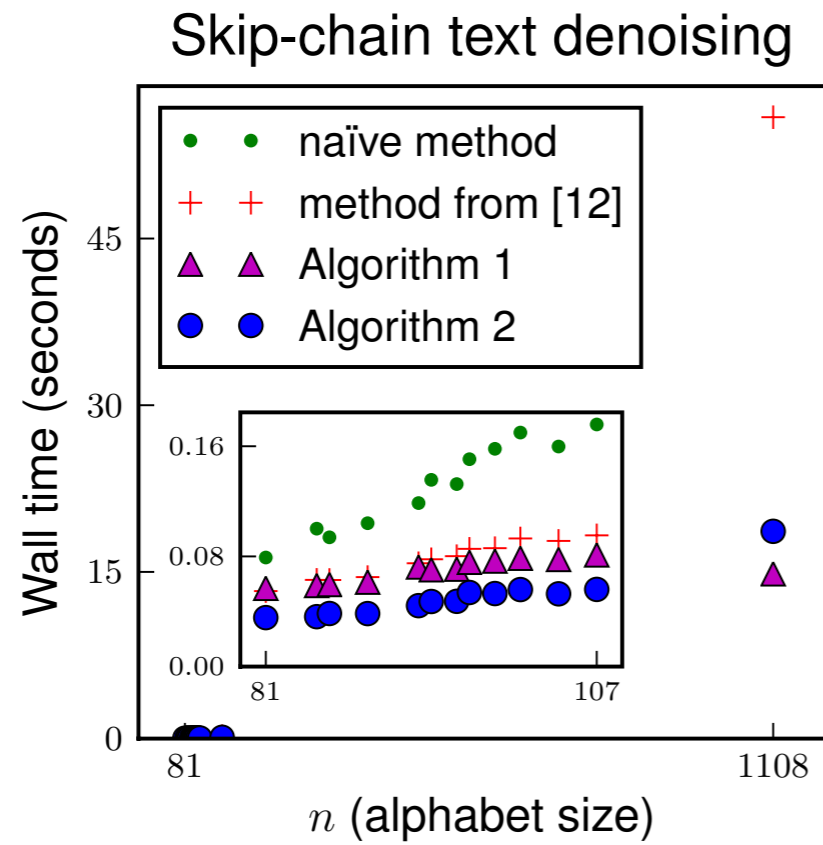 Skip-chain text denoising
naïve method
method from [12]
Algorithm 1
Algorithm 2
Wall time (seconds)
45
30
15
0
0.16
0.08
0.00
81
107
81
1108
n (alphabet size)